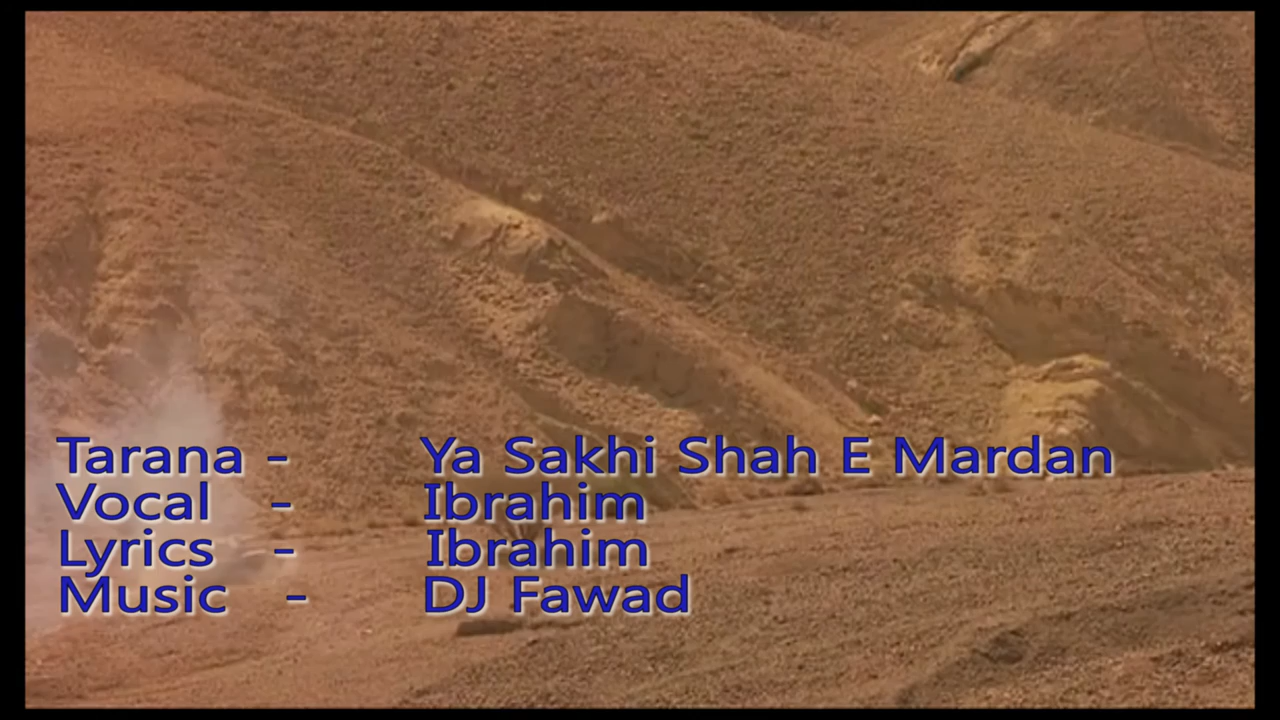 Tarana - Ya Sakhi Shah E Mardan
Vocal - Ibrahim
Lyrics - Ibrahim
Music - DJ Fawad